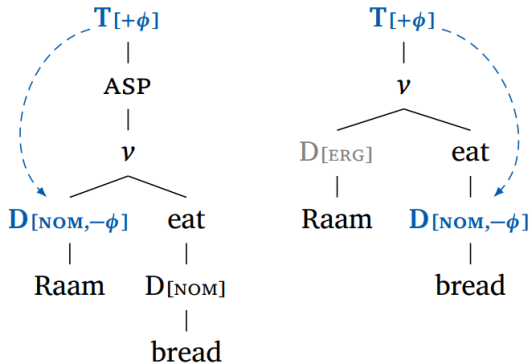 T[+ϕ] T[+ϕ]
ASP v
v D[ERG] eat
D[NOM,−ϕ] eat Raam D[NOM,−ϕ]
Raam D[NOM] bread
bread